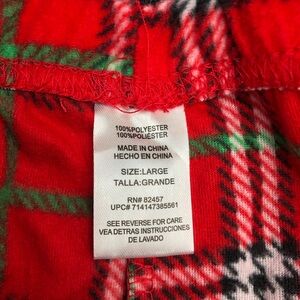 100%POLYESTER
100%POLIÉSTER
MADE IN CHINA
HECHO EN CHINA
SIZE:LARGE
TALLA:GRANDE
RN# 82457
UPC# 714147385561
SEE REVERSE FOR CARE
VEA DETRAS INSTRUCCIONES
DE LAVADO